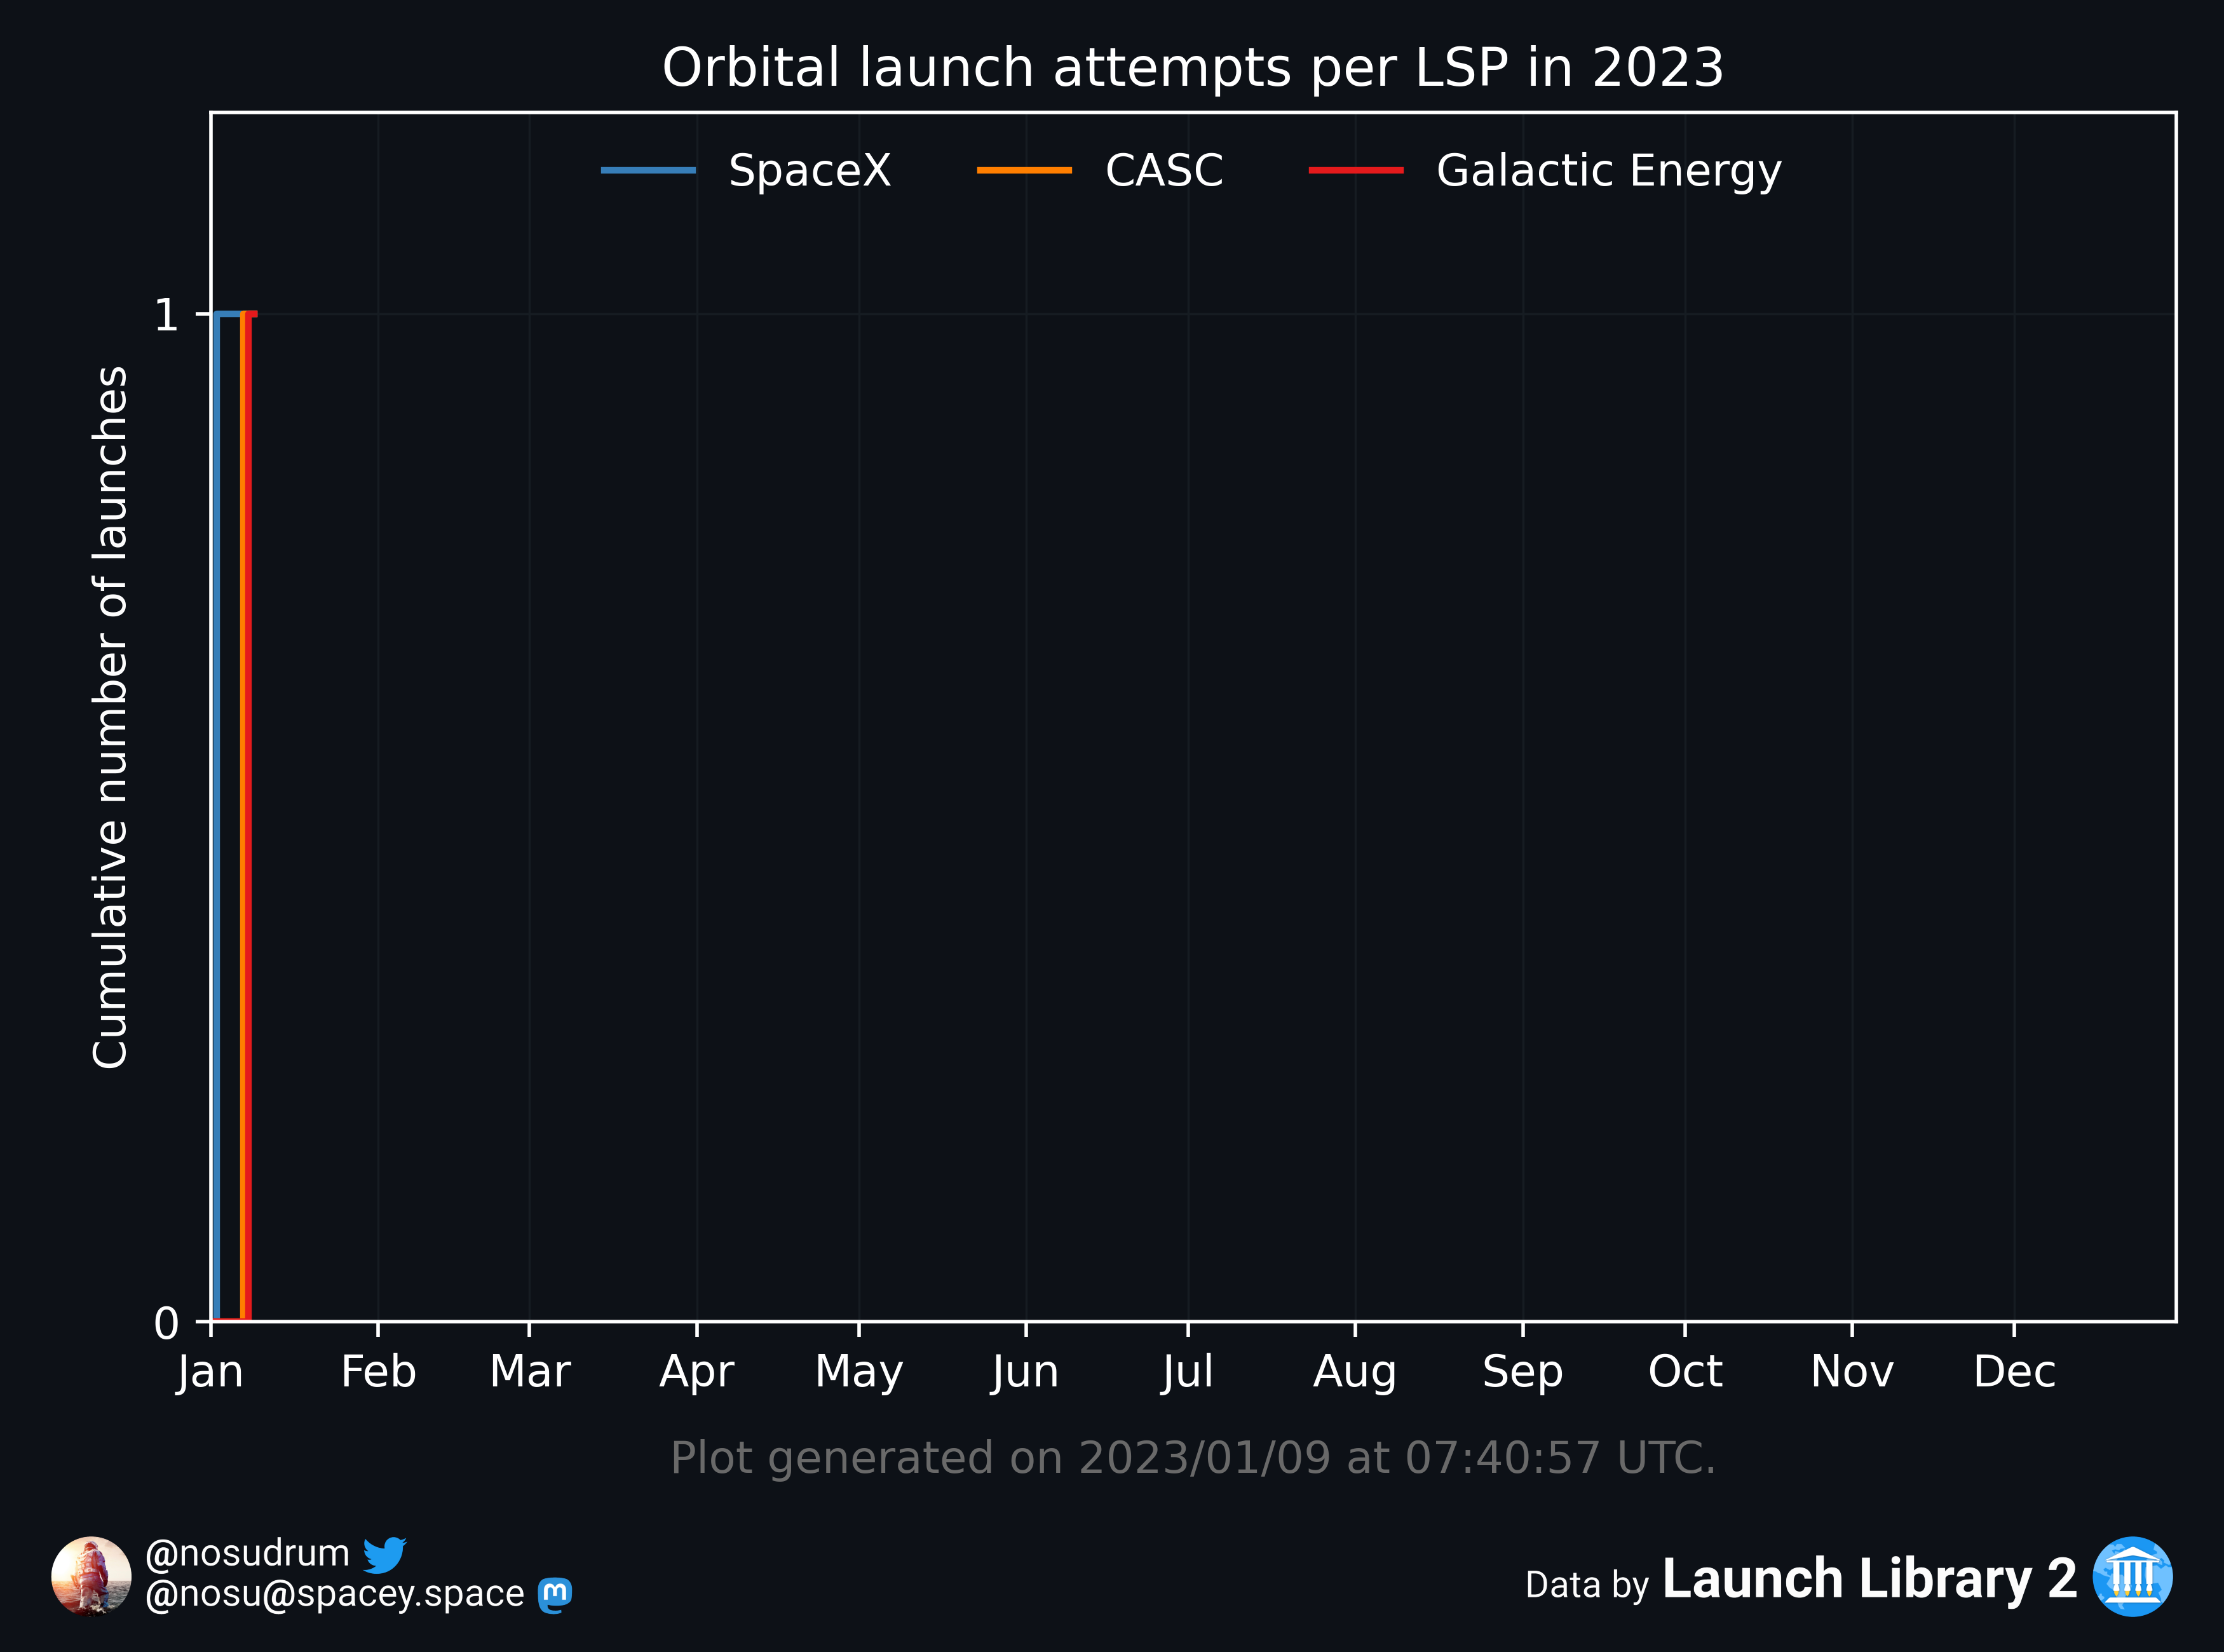 Orbital launch attempts per LSP in 2023
SpaceX CASC Galactic Energy
1
Cumulative number of launches
0
Jan Feb Mar Apr May Jun Jul Aug Sep Oct Nov Dec
Plot generated on 2023/01/09 at 07:40:57 UTC.
@nosudrum
@nosu@spacey.space
Data by Launch Library 2